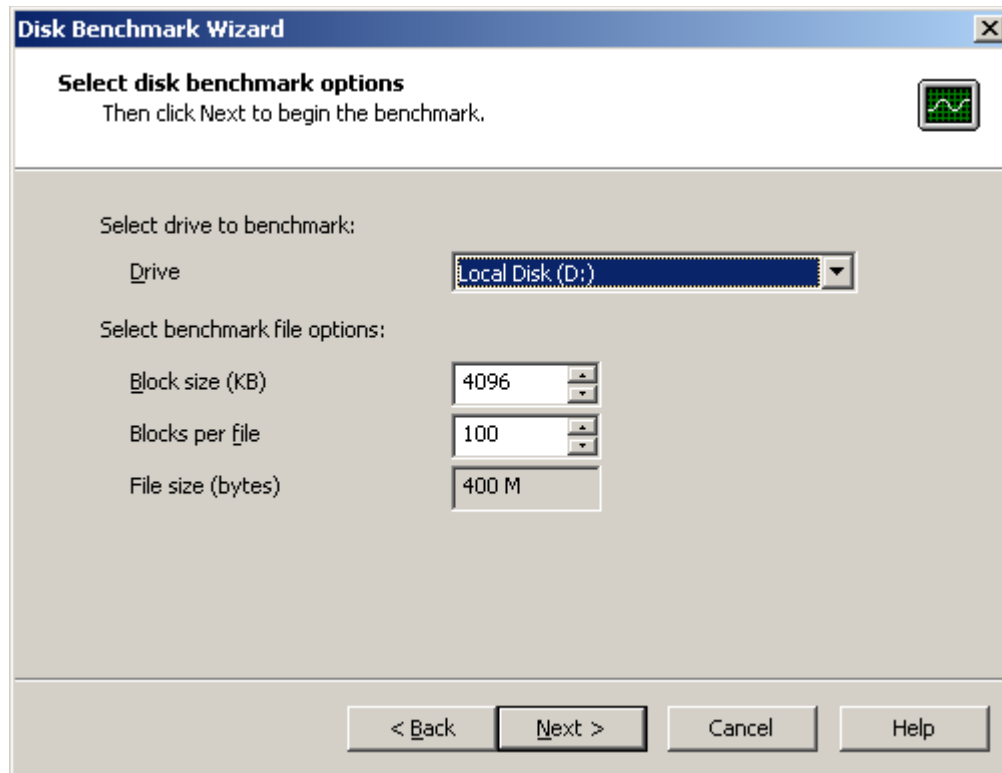 Disk Benchmark Wizard
Select disk benchmark options
Then click Next to begin the benchmark.
Select drive to benchmark:
Drive Local Disk (D:)
Select benchmark file options:
Block size (KB) 4096
Blocks per file 100
File size (bytes) 400 M
< Back Next > Cancel Help